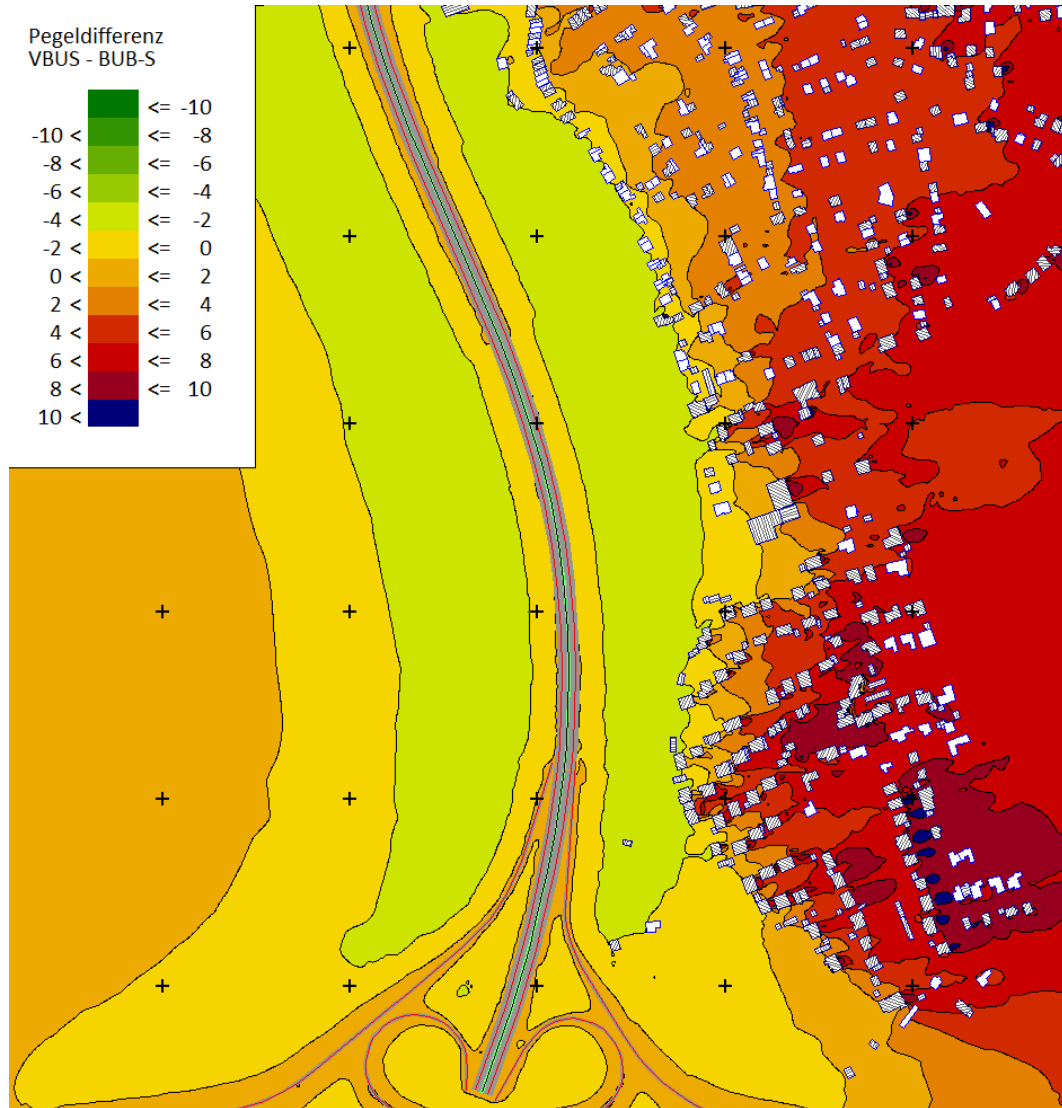 Pegeldifferenz
VBUS - BUB-S
<= -10
-10 < <= -8
-8 < <= -6
-6 < <= -4
-4 < <= -2
-2 < <= 0
0 < <= 2
2 < <= 4
4 < <= 6
6 < <= 8
8 < <= 10
10 <